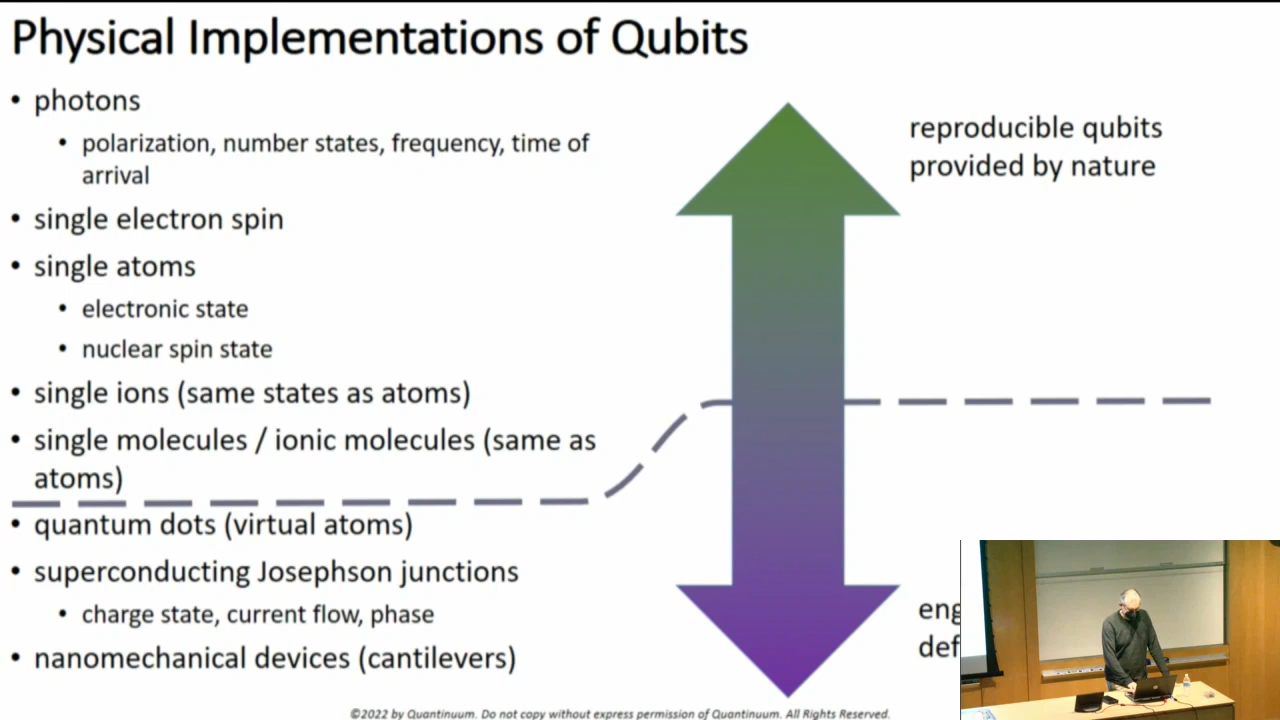 Physical Implementations of Qubits
• photons
• polarization, number states, frequency, time of
arrival
• single electron spin
• single atoms
• electronic state
• nuclear spin state
• single ions (same states as atoms)
• single molecules / ionic molecules (same as
atoms)
• quantum dots (virtual atoms)
• superconducting Josephson junctions
• charge state, current flow, phase
• nanomechanical devices (cantilevers)
reproducible qubits
provided by nature
©2022 by Quantinuum. Do not copy without express permission of Quantinuum. All Rights Reserved.